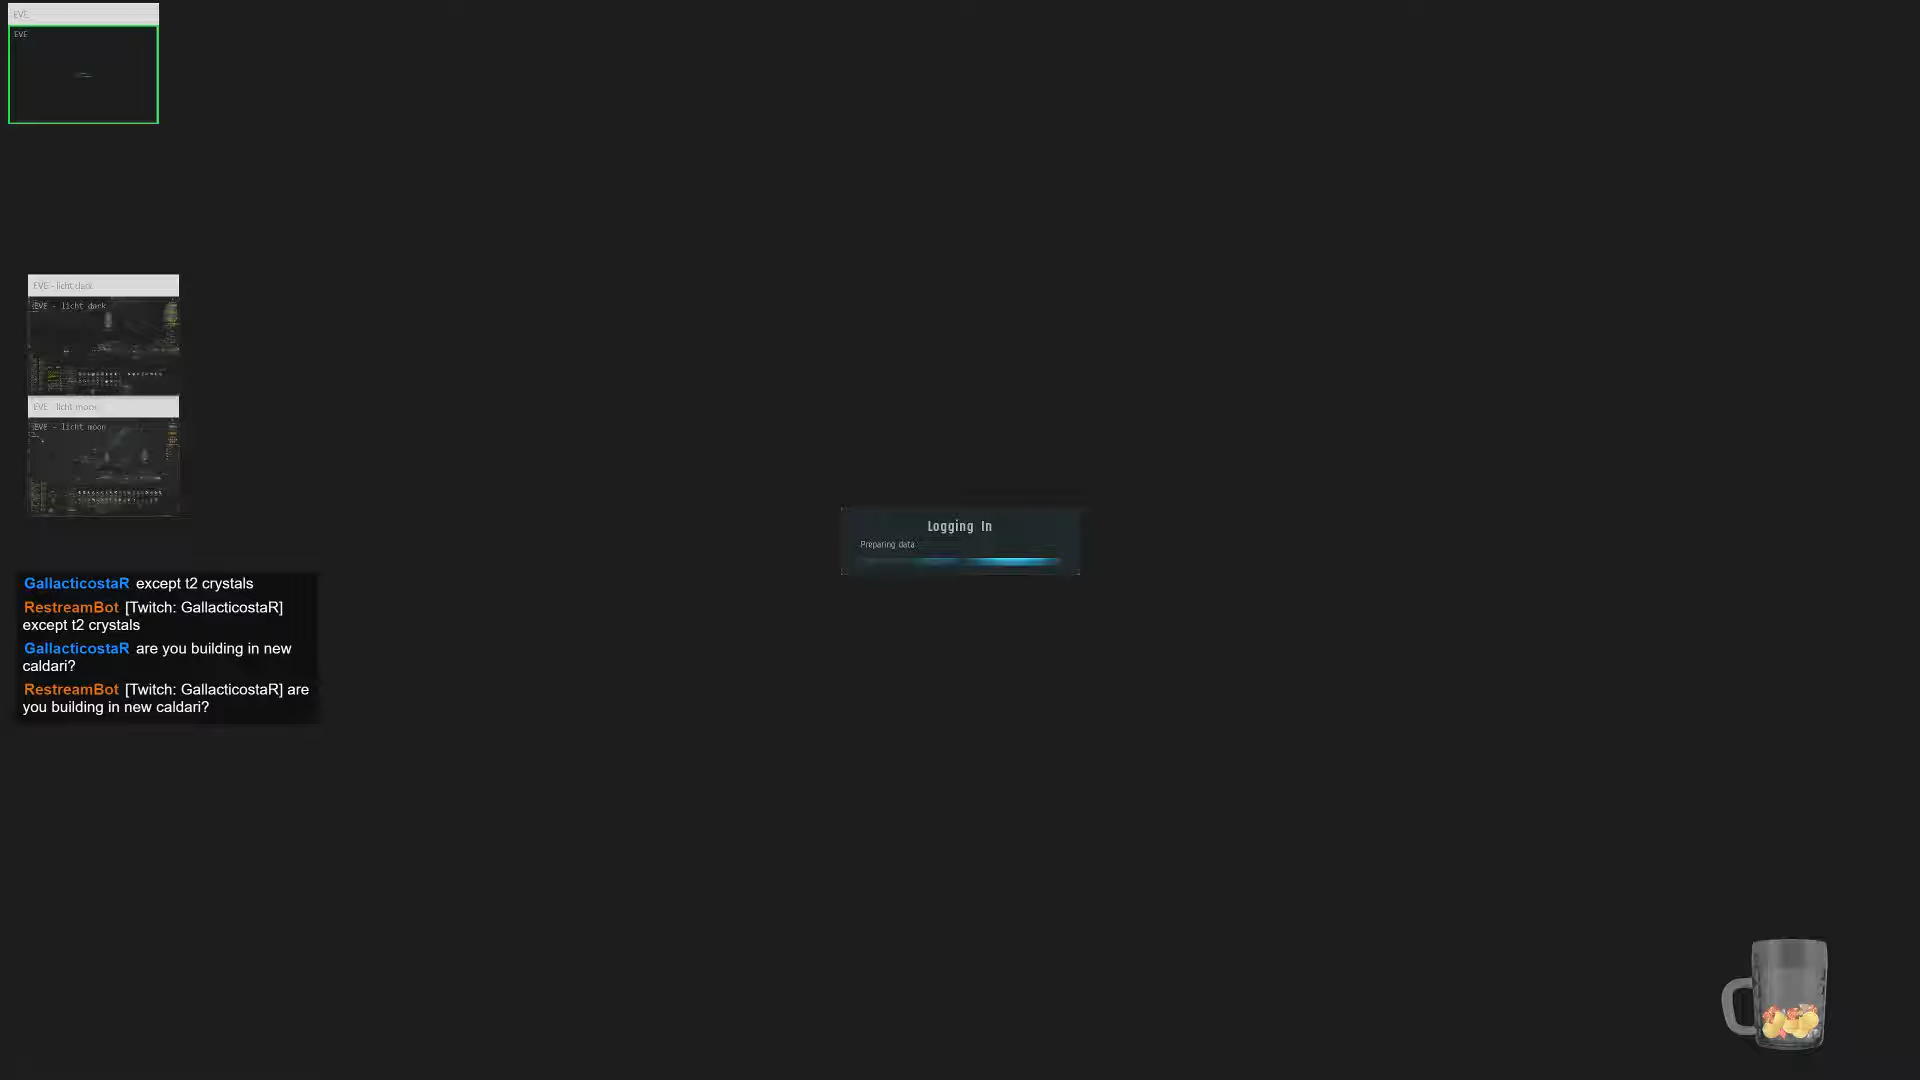 EVE
EVE
EVE - licht dark
EVE - licht dark
EVE - licht moon
EVE - licht moon
Logging In
Preparing data
GallacticostaR except t2 crystals
RestreamBot [Twitch: GallacticostaR]
except t2 crystals
GallacticostaR are you building in new
caldari?
RestreamBot [Twitch: GallacticostaR] are
you building in new caldari?